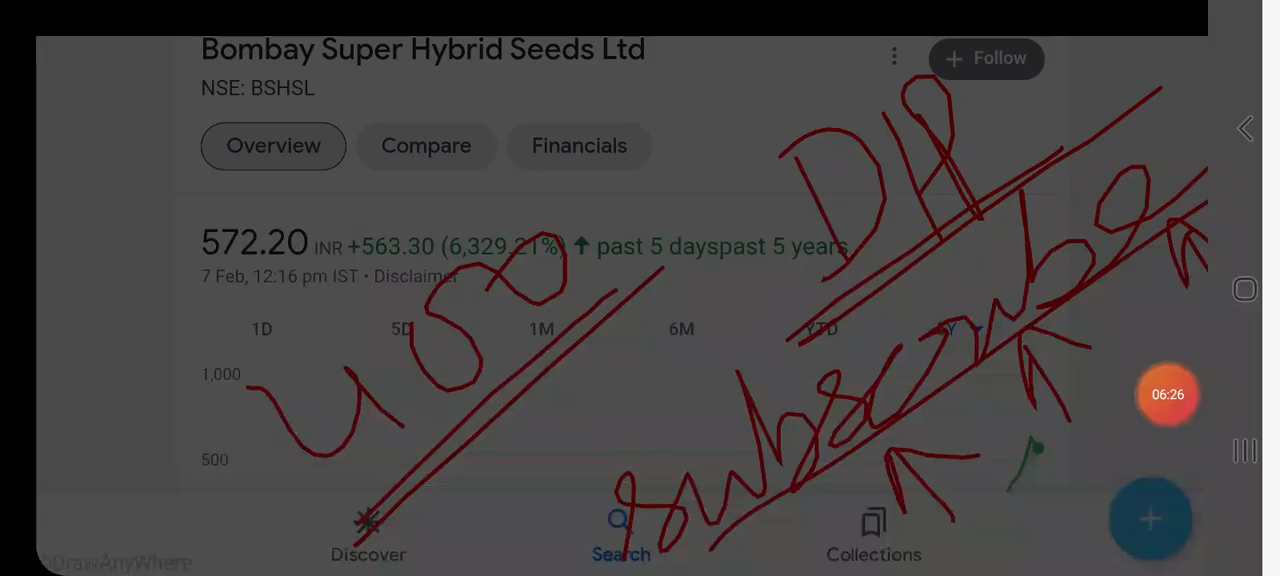 Bombay Super Hybrid Seeds Ltd
+ Follow
NSE: BSHSL
Overview Compare Financials
DIP
572.20 INR +563.30 (6,329.21%) ↑ past 5 dayspast 5 years
7 Feb, 12:16 pm IST • Disclaimer
1D 5D 1M 6M YTD
1,000
500
450
subscribe
06:26
Discover Search Collections
+
DrawAnyWhere